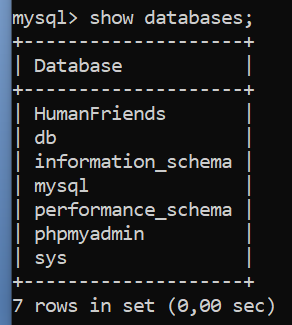 mysql> show databases;
+--------------------+
| Database           |
+--------------------+
| HumanFriends       |
| db                 |
| information_schema |
| mysql              |
| performance_schema |
| phpmyadmin         |
| sys                |
+--------------------+
7 rows in set (0,00 sec)